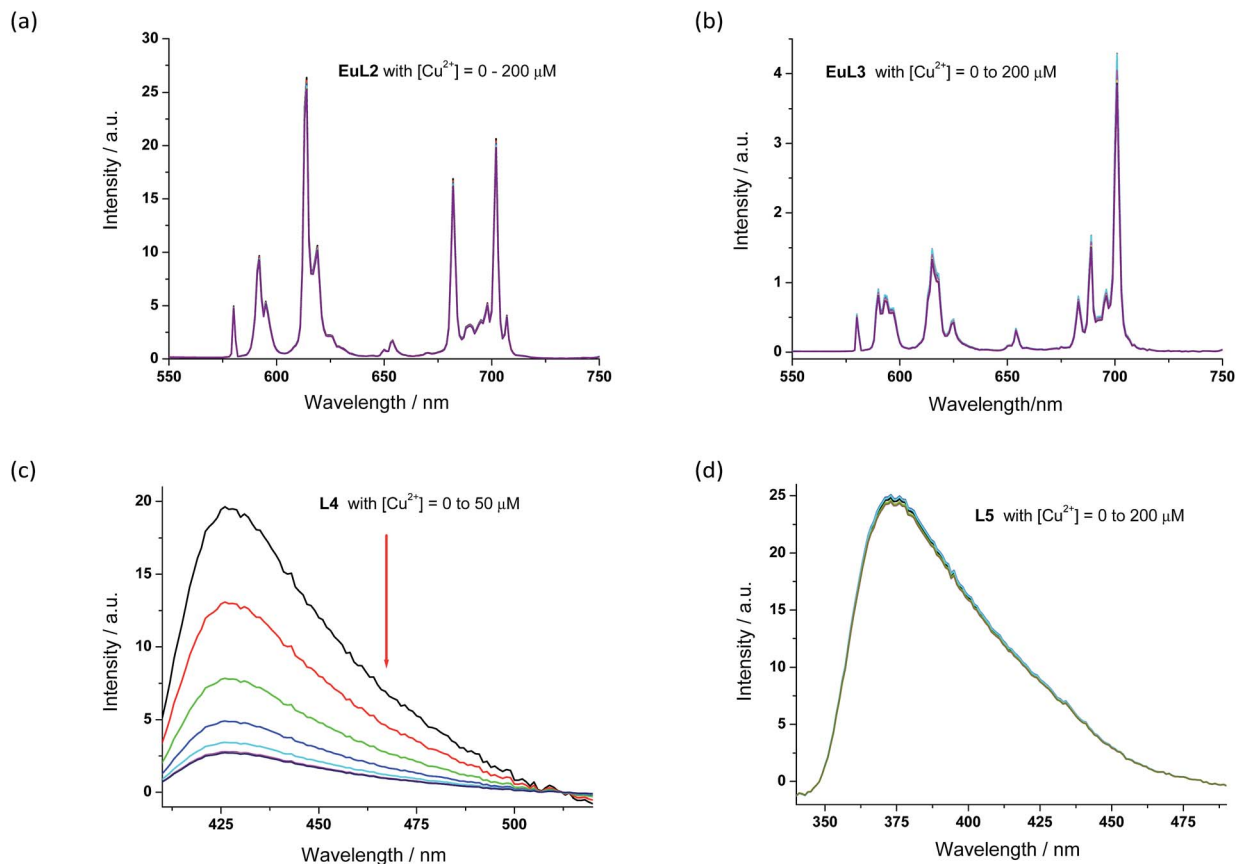 (a)
EuL2 with [Cu²⁺] = 0 - 200 μM
Intensity / a.u.
30
25
20
15
10
5
0
550
600
650
700
750
Wavelength / nm
(b)
EuL3 with [Cu²⁺] = 0 to 200 μM
Intensity / a.u.
4
3
2
1
0
550
600
650
700
750
Wavelength/nm
(c)
L4 with [Cu²⁺] = 0 to 50 μM
Intensity / a.u.
20
15
10
5
0
425
450
475
500
Wavelength / nm
(d)
L5 with [Cu²⁺] = 0 to 200 μM
Intensity / a.u.
25
20
15
10
5
0
350
375
400
425
450
475
Wavelength / nm